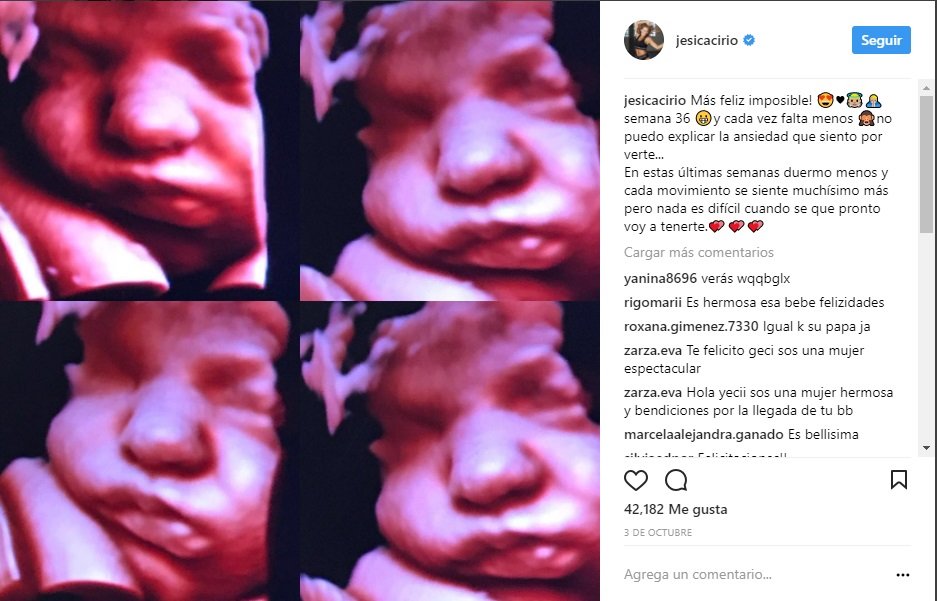 jesicacirio
Seguir
jesicacirio Más feliz imposible! 😍♥👼🤱
semana 36 😁y cada vez falta menos 🙊no
puedo explicar la ansiedad que siento por
verte...
En estas últimas semanas duermo menos y
cada movimiento se siente muchísimo más
pero nada es difícil cuando se que pronto
voy a tenerte.💕 💕 💕
Cargar más comentarios
yanina8696 verás wqqbglx
rigomarii Es hermosa esa bebe felizidades
roxana.gimenez.7330 Igual k su papa ja
zarza.eva Te felicito geci sos una mujer
espectacular
zarza.eva Hola yecii sos una mujer hermosa
y bendiciones por la llegada de tu bb
marcelaalejandra.ganado Es bellisima
42,182 Me gusta
3 DE OCTUBRE
Agrega un comentario...